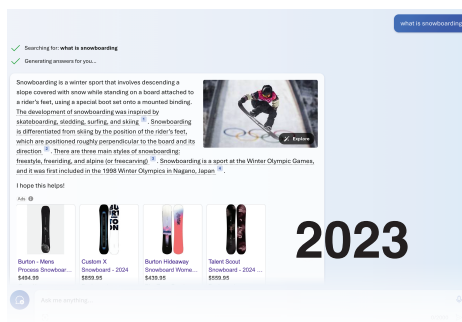 what is snowboarding
Searching for: what is snowboarding
Generating answers for you...
Snowboarding is a winter sport that involves descending a
slope covered with snow while standing on a board attached to
a rider's feet, using a special boot set onto a mounted binding.
The development of snowboarding was inspired by
skateboarding, sledding, surfing, and skiing 1 . Snowboarding
is differentiated from skiing by the position of the rider's feet,
which are positioned roughly perpendicular to the board and its
direction 2 . There are three main styles of snowboarding:
freestyle, freeriding, and alpine (or freecarving) 3 . Snowboarding is a sport at the Winter Olympic Games,
and it was first included in the 1998 Winter Olympics in Nagano, Japan 4 .
Explore
I hope this helps!
Ads
BURTON
Burton - Mens
Process Snowboar...
$494.99
Custom X
Snowboard - 2024
$859.95
Burton Hideaway
Snowboard Wome...
$439.95
Talent Scout
Snowboard - 2024 ...
$559.95
2023
Ask me anything...